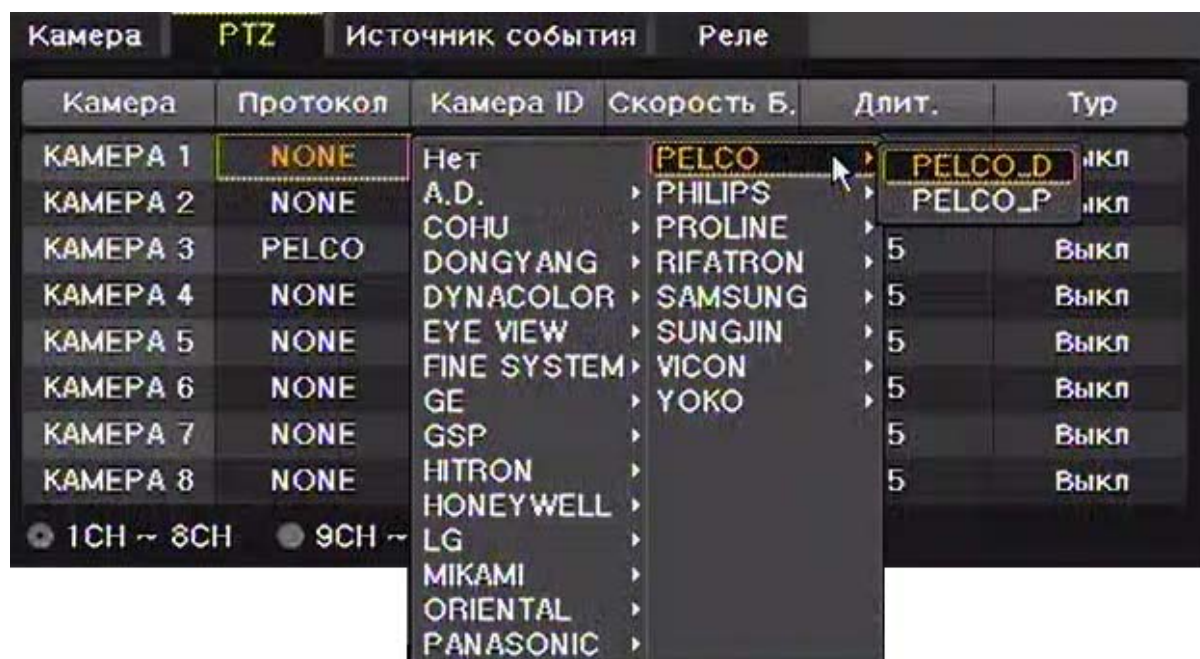 Камера PTZ Источник события Реле
Камера Протокол Камера ID Скорость Б. Длит. Тур
КАМЕРА 1 NONE
КАМЕРА 2 NONE
КАМЕРА 3 PELCO 5 Выкл
КАМЕРА 4 NONE 5 Выкл
КАМЕРА 5 NONE 5 Выкл
КАМЕРА 6 NONE 5 Выкл
КАМЕРА 7 NONE 5 Выкл
КАМЕРА 8 NONE 5 Выкл
1CH ~ 8CH 9CH ~
Нет
A.D.
COHU
DONGYANG
DYNACOLOR
EYE VIEW
FINE SYSTEM
GE
GSP
HITRON
HONEYWELL
LG
MIKAMI
ORIENTAL
PANASONIC
PELCO
PHILIPS
PROLINE
RIFATRON
SAMSUNG
SUNGJIN
VICON
YOKO
PELCO_D
PELCO_P